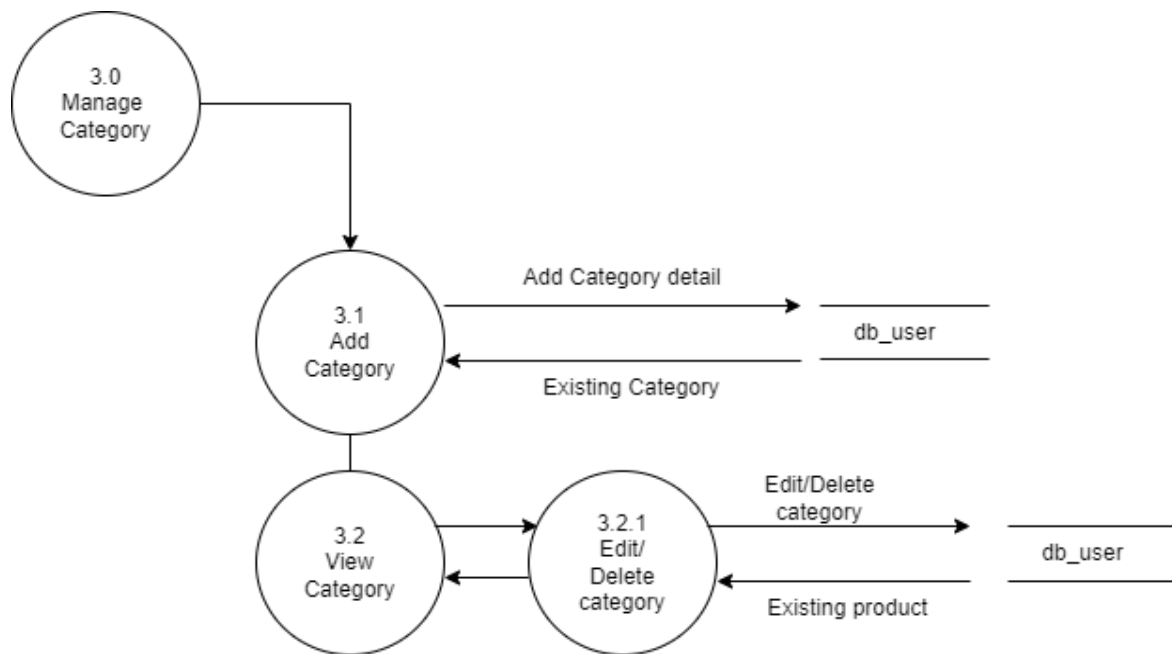 3.0
Manage
Category
Add Category detail
3.1
Add
Category
db_user
Existing Category
3.2
View
Category
3.2.1
Edit/
Delete
category
Edit/Delete
category
db_user
Existing product